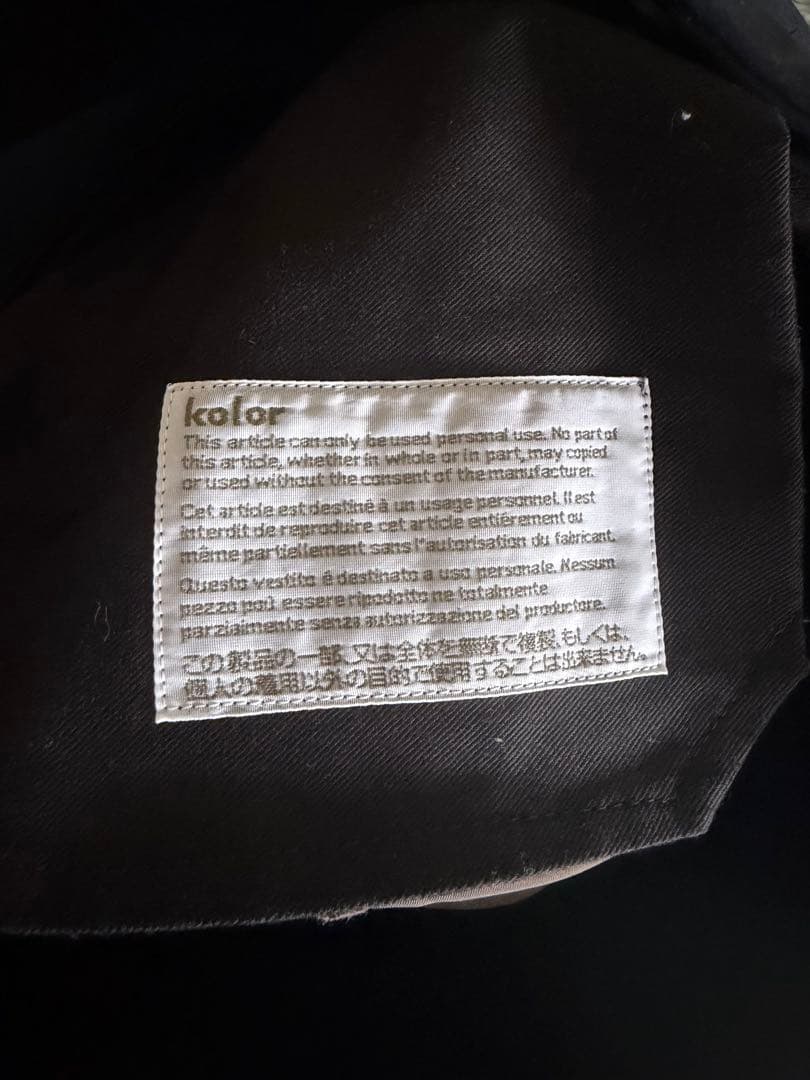 kolor
This article can only be used personal use. No part of
this article, whether in whole or in part, may copied
or used without the consent of the manufacturer.
Cet article est destiné à un usage personnel. Il est
interdit de reproduire cet article entiérement ou
même partiellement sans l'autorisation du fabricant.
Questo vestito é destinato a uso personale. Nessun
pezzo poú essere ripodotto ne totalmente
parziaimente senza autorizzazione del productore.
この製品の一部、又は全体を無断で複製、もしくは、
個人の着用以外の目的で使用することは出来ません。